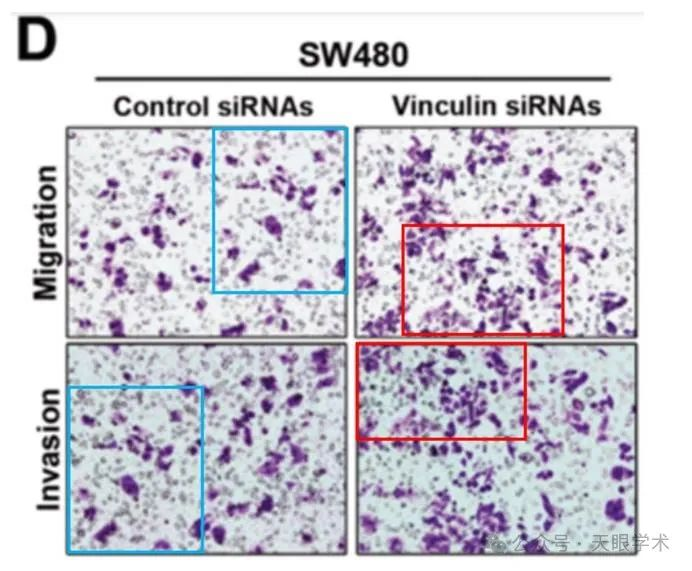 D
SW480
Control siRNAs
Vinculin siRNAs
Migration
Invasion
公众号 · 天眼学术